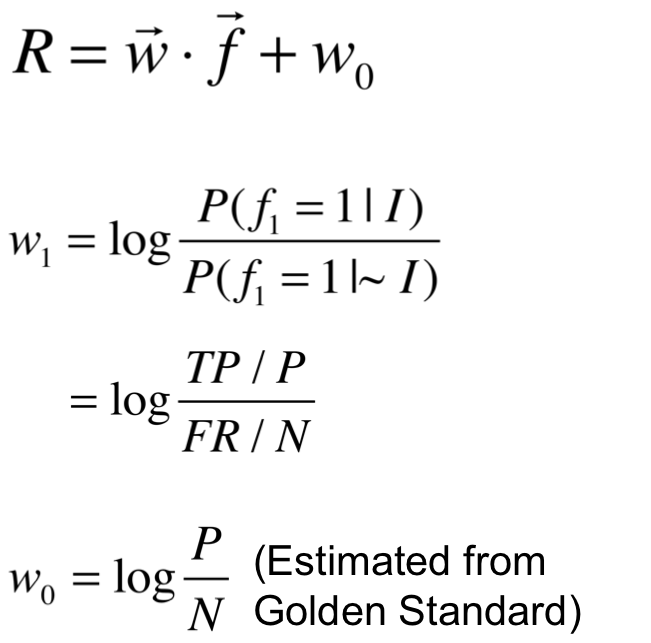 R = w⃗ · f⃗ + w₀
w₁ = log P(f₁ = 1 | I) / P(f₁ = 1 |~ I)
= log TP / P / FR / N
w₀ = log P / N (Estimated from
Golden Standard)